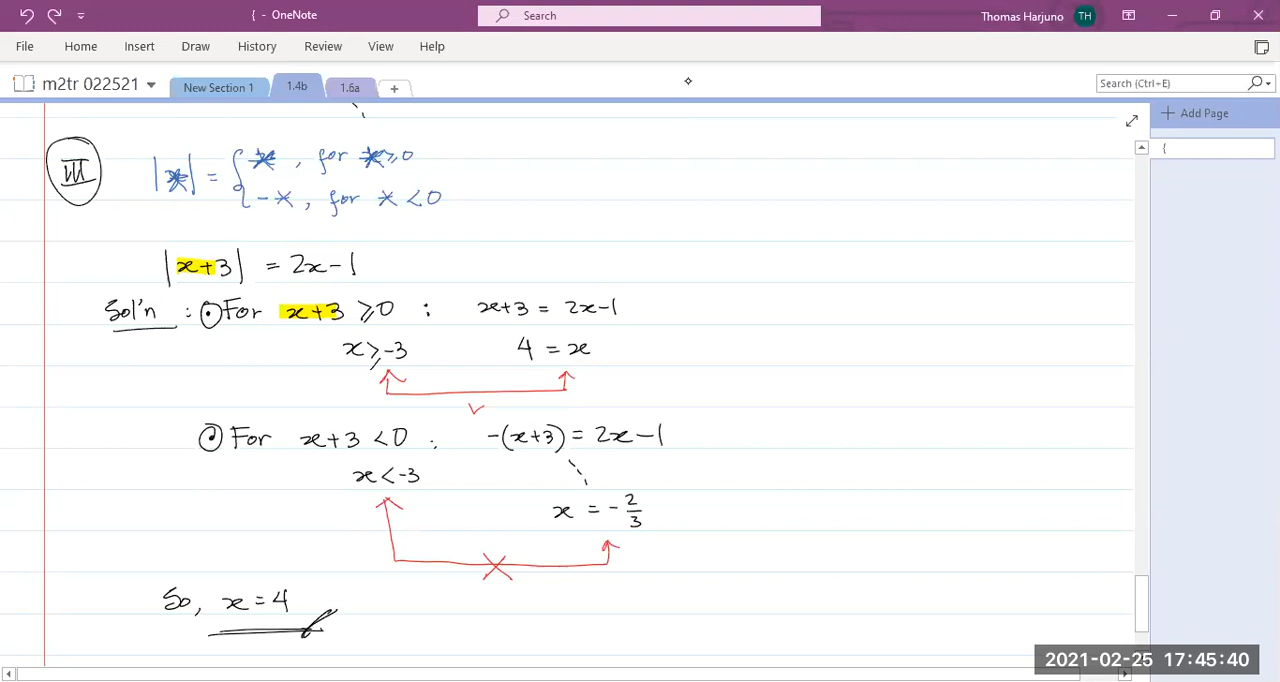 { - OneNote
Search
Thomas Harjuno TH
File Home Insert Draw History Review View Help
m2tr 022521 New Section 1 1.4b 1.6a +
Search (Ctrl+E)
Add Page
{
III
|*| = { * , for * ≥ 0
-* , for * < 0
|x+3| = 2x-1
Sol'n : For x+3 ≥ 0 : x+3 = 2x-1
x ≥ -3 4 = x
For x+3 < 0 : -(x+3) = 2x-1
x < -3
x = -2/3
So, x = 4
2021-02-25 17:45:40